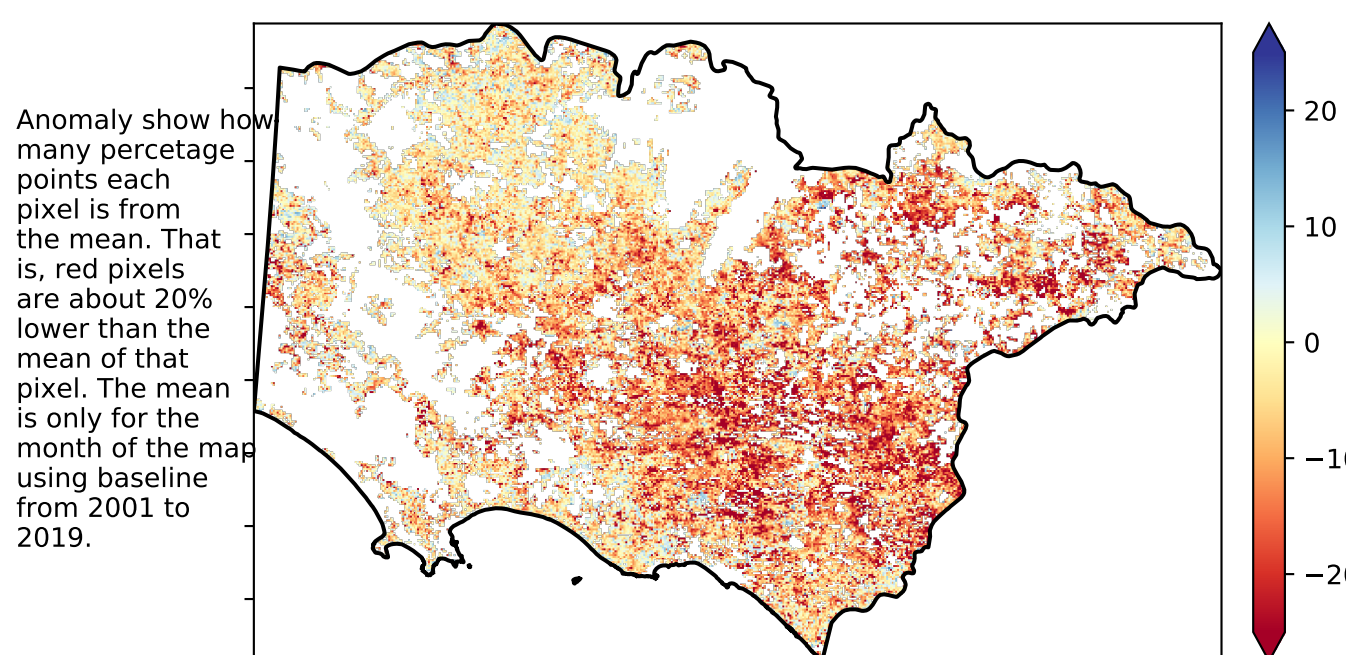 Anomaly show how
many percetage
points each
pixel is from
the mean. That
is, red pixels
are about 20%
lower than the
mean of that
pixel. The mean
is only for the
month of the map
using baseline
from 2001 to
2019.
20
10
0
−10
−20